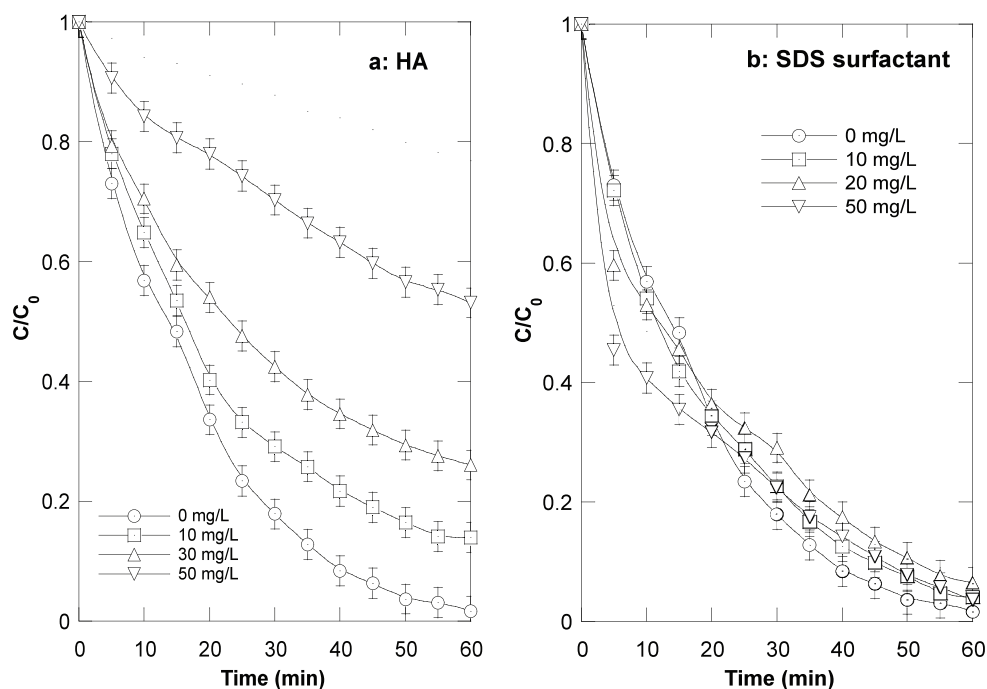 a: HA
C/C0
1
0.8
0.6
0.4
0.2
0
0 mg/L
10 mg/L
30 mg/L
50 mg/L
0 10 20 30 40 50 60
Time (min)
b: SDS surfactant
C/C0
1
0.8
0.6
0.4
0.2
0
0 mg/L
10 mg/L
20 mg/L
50 mg/L
0 10 20 30 40 50 60
Time (min)